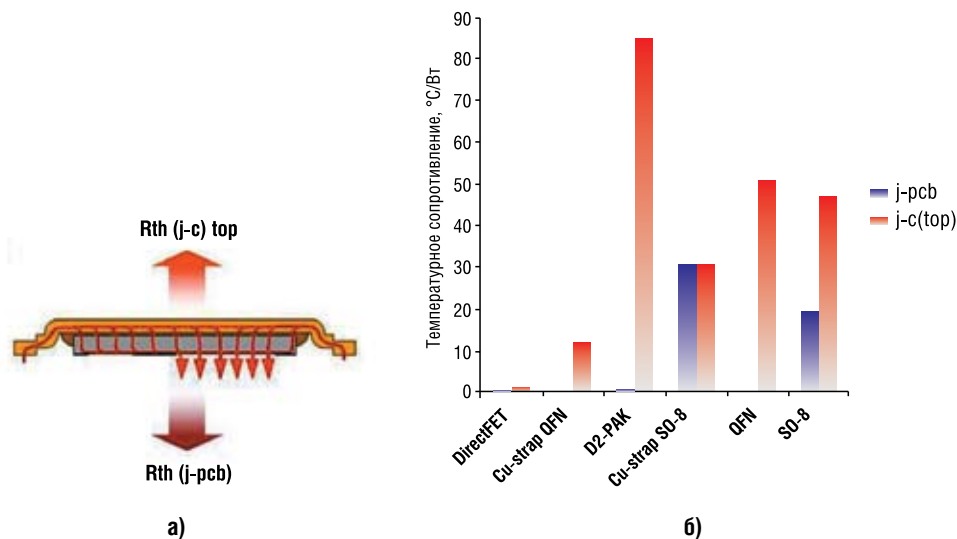 Rth (j-c) top
Rth (j-pcb)
а)
Температурное сопротивление, °С/Вт
90
80
70
60
50
40
30
20
10
0
DirectFET
Cu-strap QFN
D2-PAK
Cu-strap SO-8
QFN
SO-8
j-pcb
j-c(top)
б)